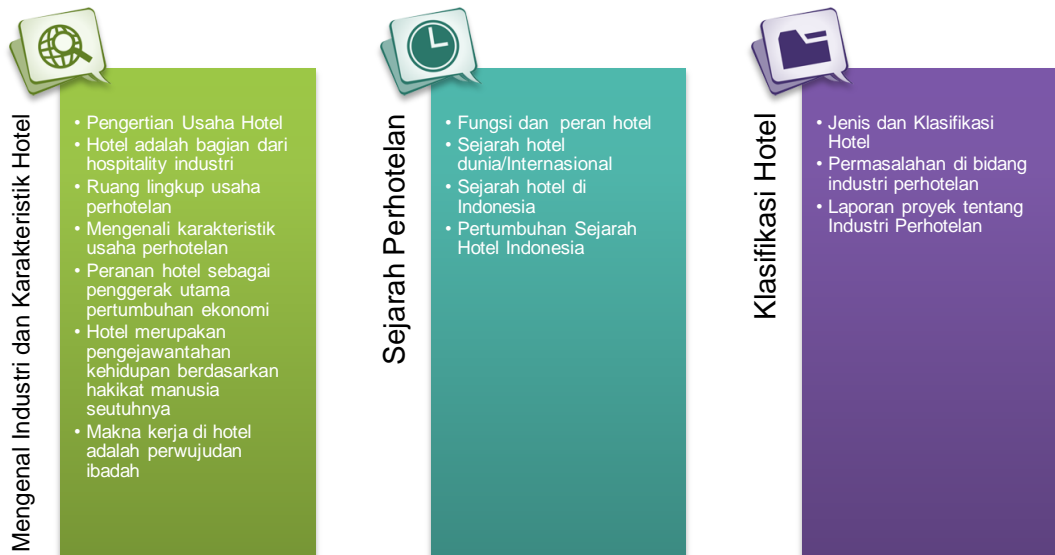 Mengenal Industri dan Karakteristik Hotel
• Pengertian Usaha Hotel
• Hotel adalah bagian dari
hospitality industri
• Ruang lingkup usaha
perhotelan
• Mengenali karakteristik
usaha perhotelan
• Peranan hotel sebagai
penggerak utama
pertumbuhan ekonomi
• Hotel merupakan
pengejawantahan
kehidupan berdasarkan
hakikat manusia
seutuhnya
• Makna kerja di hotel
adalah perwujudan
ibadah
Sejarah Perhotelan
• Fungsi dan peran hotel
• Sejarah hotel
dunia/Internasional
• Sejarah hotel di
Indonesia
• Pertumbuhan Sejarah
Hotel Indonesia
Klasifikasi Hotel
• Jenis dan Klasifikasi
Hotel
• Permasalahan di bidang
industri perhotelan
• Laporan proyek tentang
Industri Perhotelan